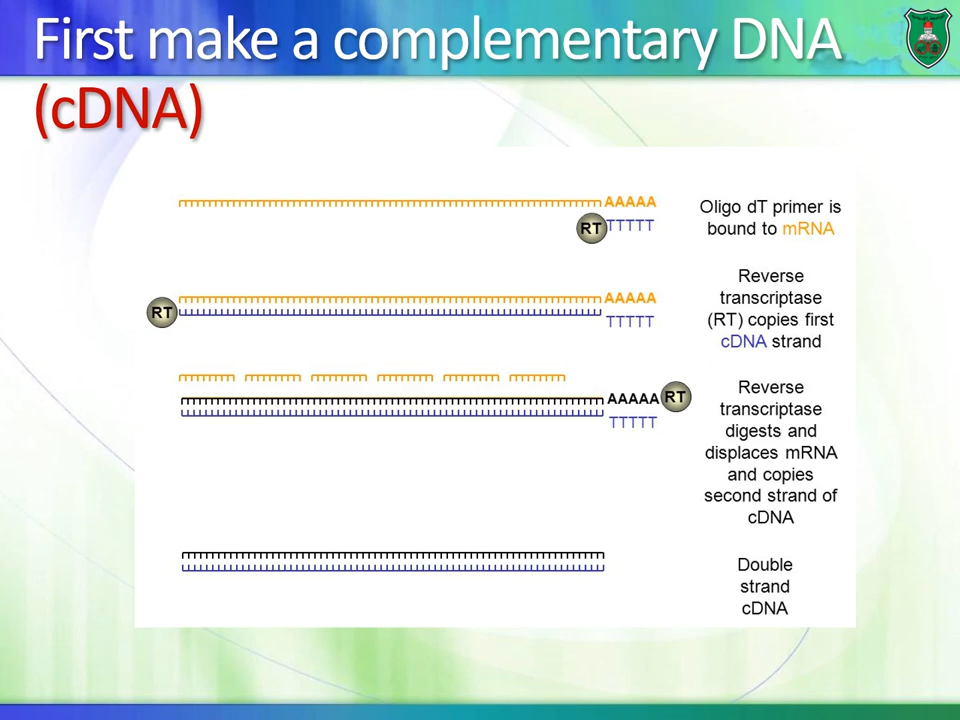 First make a complementary DNA
(cDNA)
AAAAA
RT
TTTTT
Oligo dT primer is
bound to mRNA
RT
AAAAA
TTTTT
Reverse
transcriptase
(RT) copies first
cDNA strand
AAAAA
RT
TTTTT
Reverse
transcriptase
digests and
displaces mRNA
and copies
second strand of
cDNA
Double
strand
cDNA